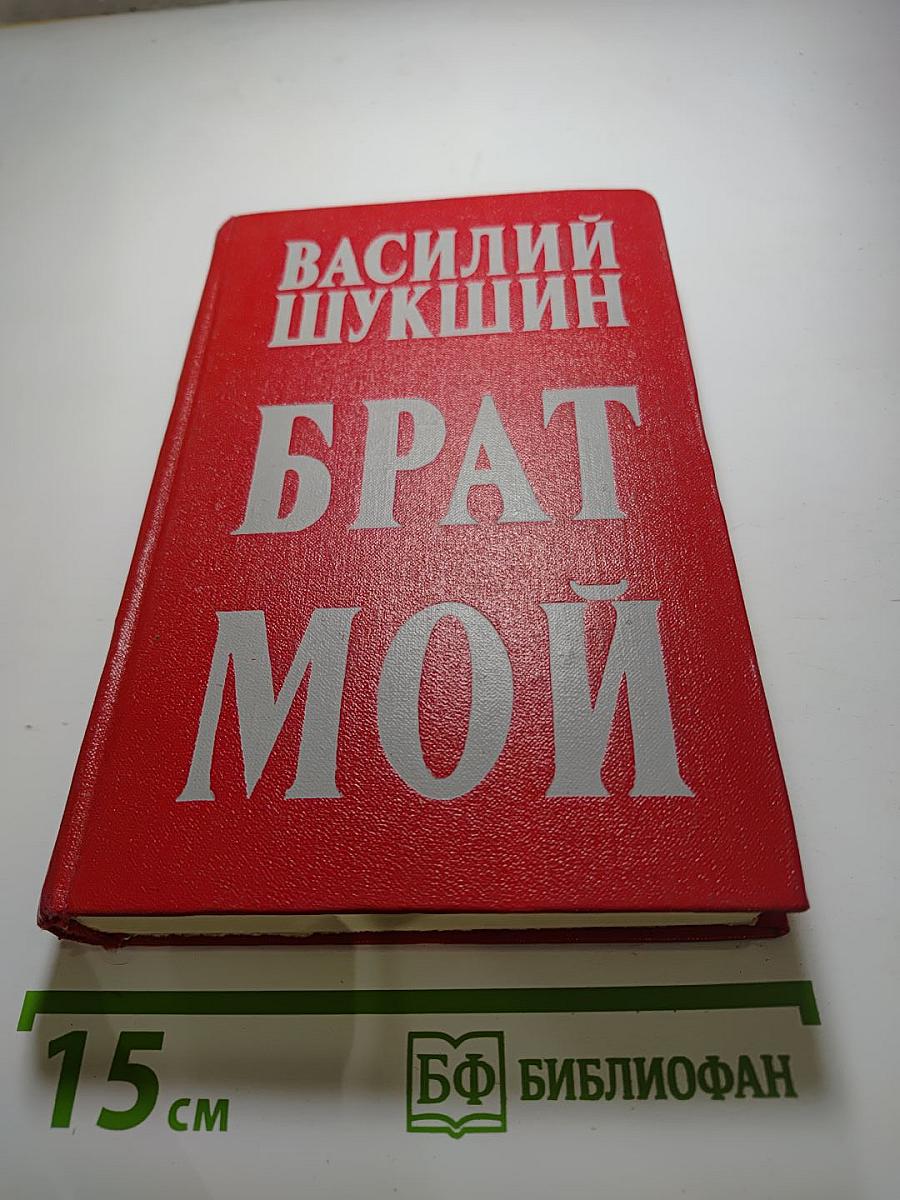 ВАСИЛИЙ
ШУКШИН
БРАТ
МОЙ
15 см
БФ БИБЛИОФАН